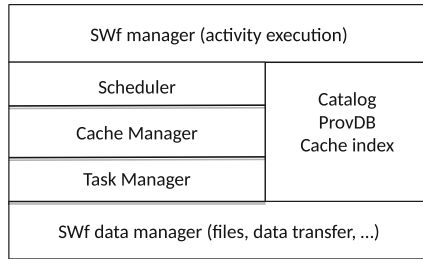 SWf manager (activity execution)
Scheduler
Cache Manager
Task Manager
Catalog
ProvDB
Cache index
SWf data manager (files, data transfer, ...)